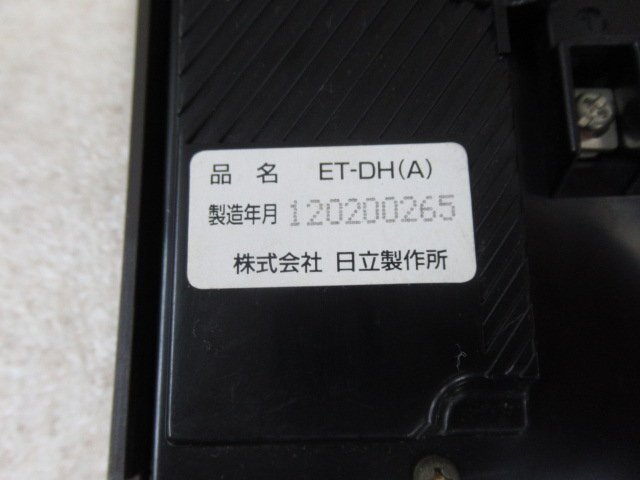 品 名 ET-DH(A)
製造年月 120200265
株式会社 日立製作所